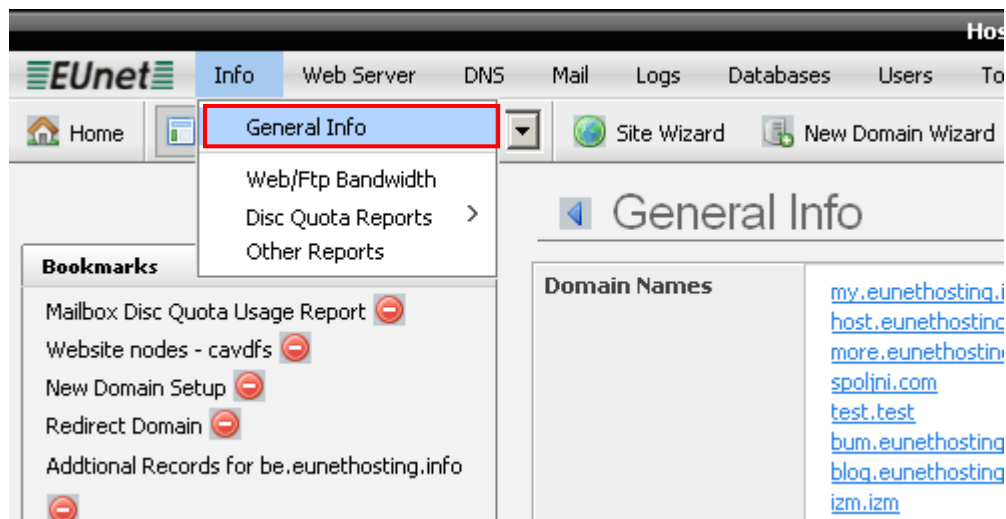 Hos
EUnet Info Web Server DNS Mail Logs Databases Users To
Home General Info Site Wizard New Domain Wizard
Web/Ftp Bandwidth
Disc Quota Reports
Other Reports
General Info
Bookmarks
Mailbox Disc Quota Usage Report
Website nodes - cavdfs
New Domain Setup
Redirect Domain
Addtional Records for be.eunethosting.info
Domain Names
my.eunethosting.i
host.eunethosting
more.eunethosting
spoljni.com
test.test
bum.eunethosting
blog.eunethosting
izm.izm